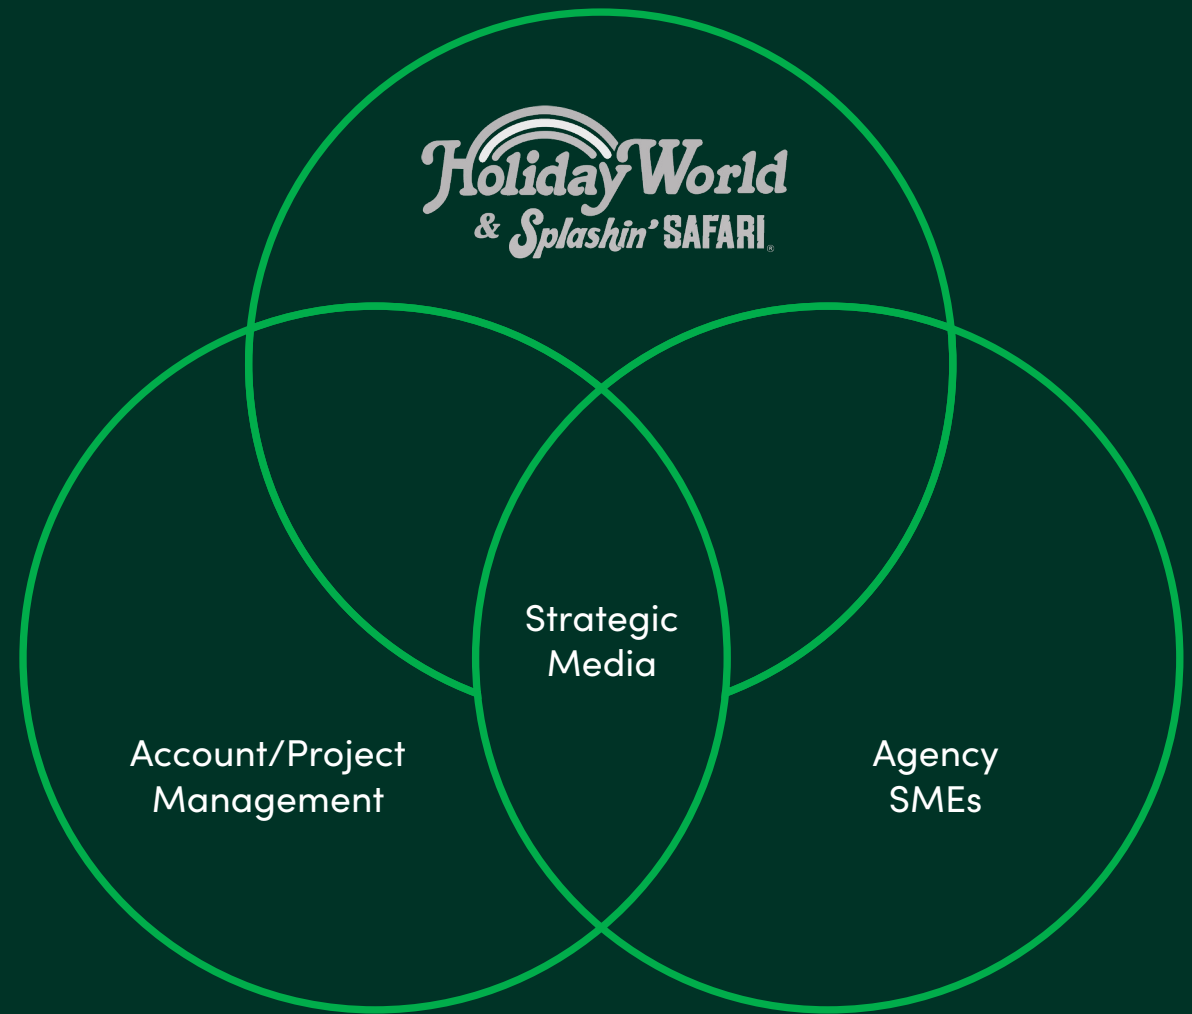 Holiday World
& Splashin' SAFARI®
Strategic
Media
Account/Project
Management
Agency
SMEs